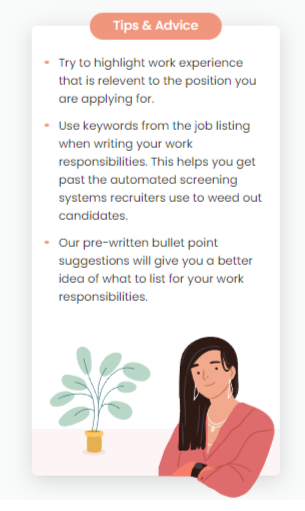 Tips & Advice
Try to highlight work experience
that is relevent to the position you
are applying for.
Use keywords from the job listing
when writing your work
responsibilities. This helps you get
past the automated screening
systems recruiters use to weed out
candidates.
Our pre-written bullet point
suggestions will give you a better
idea of what to list for your work
responsibilities.